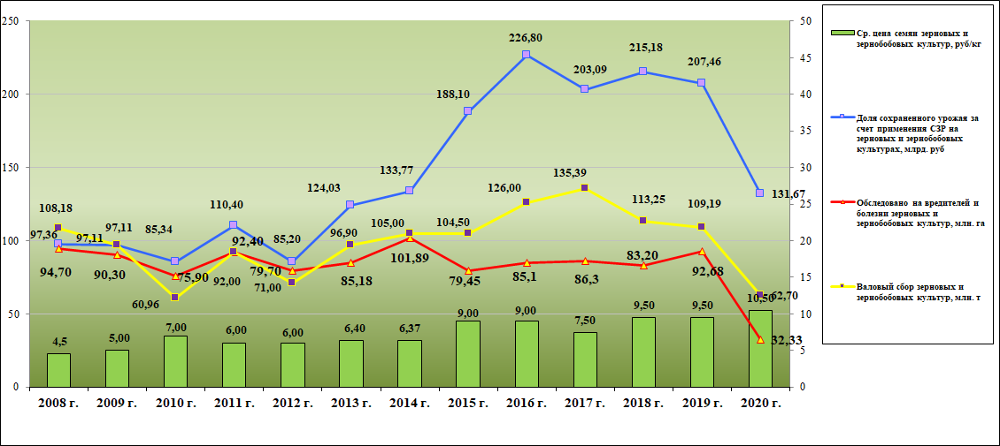 250
200
150
100
50
0
50
45
40
35
30
25
20
15
10
5
0
226,80
215,18
207,46
203,09
188,10
133,77
124,03
110,40
131,67
108,18
97,36
97,11
97,11
85,34
85,20
135,39
126,00
113,25
109,19
105,00
104,50
96,90
92,40
92,00
71,00
60,96
62,70
94,70
90,30
75,90
79,70
85,18
101,89
79,45
85,1
86,3
83,20
92,68
32,33
4,5
5,00
7,00
6,00
6,00
6,40
6,37
9,00
9,00
7,50
9,50
9,50
10,50
2008 г.
2009 г.
2010 г.
2011 г.
2012 г.
2013 г.
2014 г.
2015 г.
2016 г.
2017 г.
2018 г.
2019 г.
2020 г.
Ср. цена семян зерновых и
зернобобовых культур, руб/кг
Доля сохраненного урожая за
счет применения СЗР на
зерновых и зернобобовых
культурах, млрд. руб
Обследовано на вредителей и
болезни зерновых и
зернобобовых культур, млн. га
Валовый сбор зерновых и
зернобобовых культур, млн. т